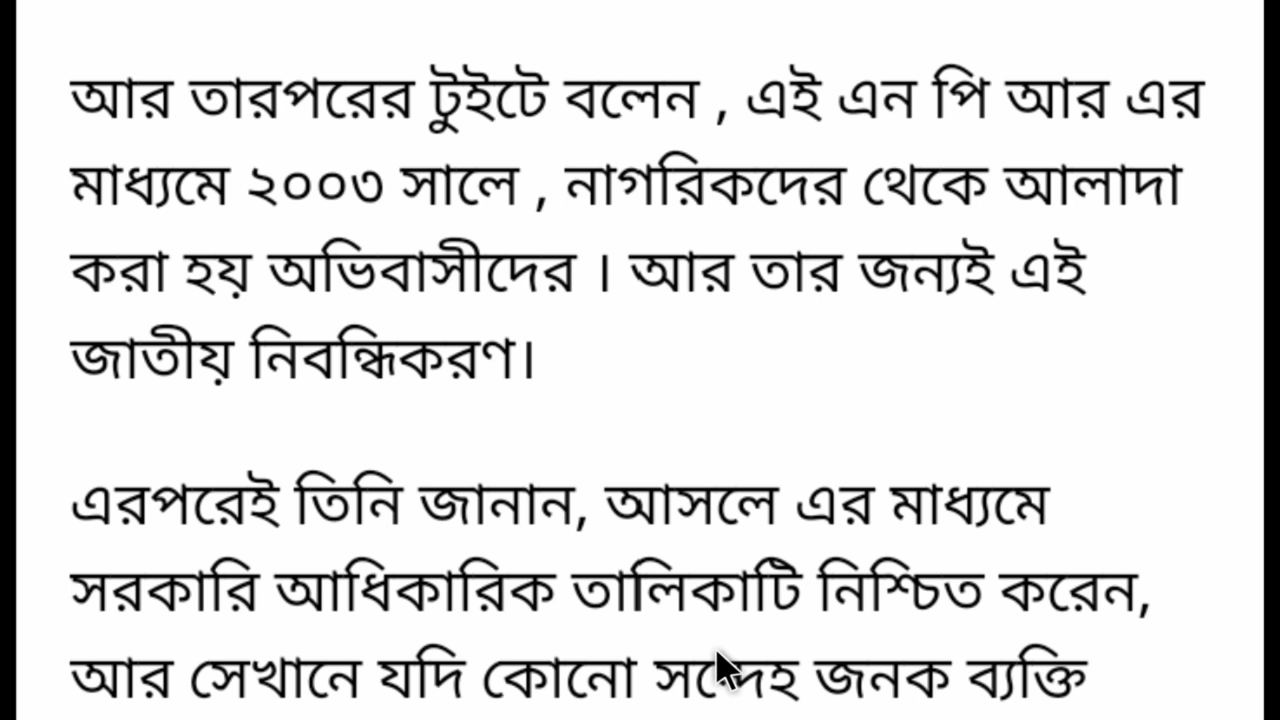 আর তারপরের টুইটে বলেন , এই এন পি আর এর
মাধ্যমে ২০০৩ সালে , নাগরিকদের থেকে আলাদা
করা হয় অভিবাসীদের । আর তার জন্যই এই
জাতীয় নিবন্ধিকরণ।
এরপরেই তিনি জানান, আসলে এর মাধ্যমে
সরকারি আধিকারিক তালিকাটি নিশ্চিত করেন,
আর সেখানে যদি কোনো সন্দেহ জনক ব্যক্তি